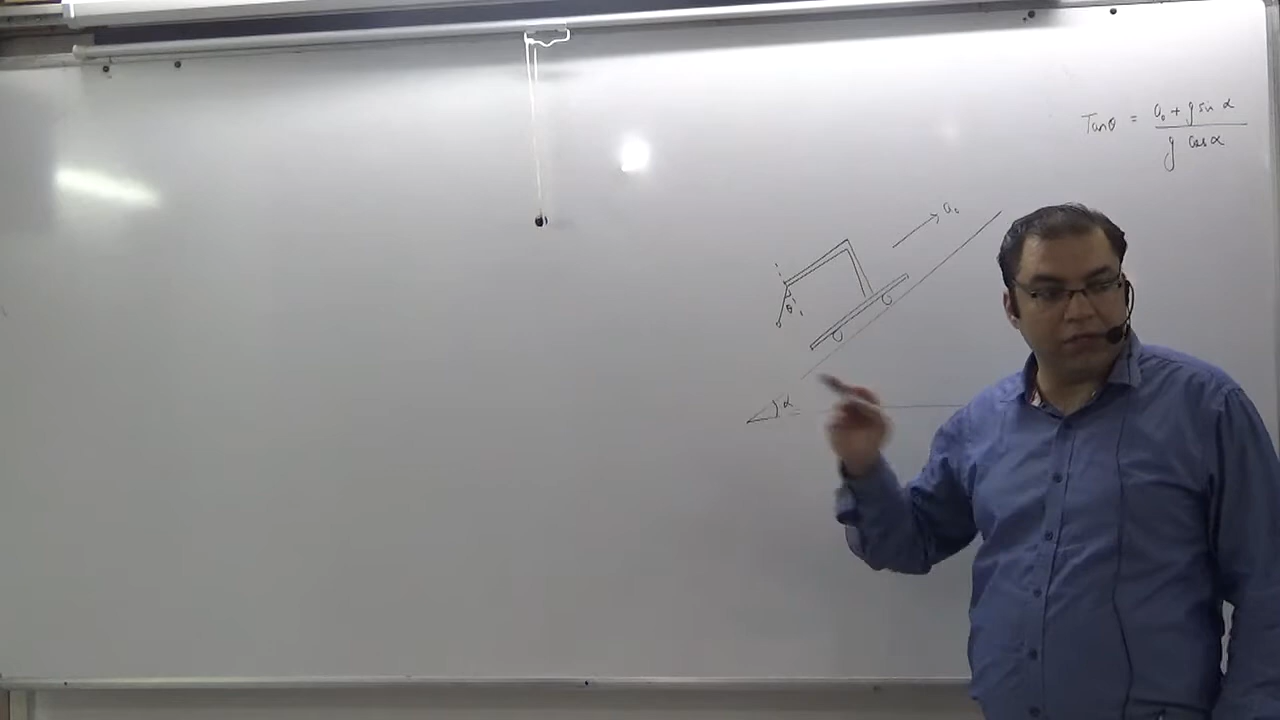 Tanθ = a₀ + g sin α / g cos α
a₀
θ
α